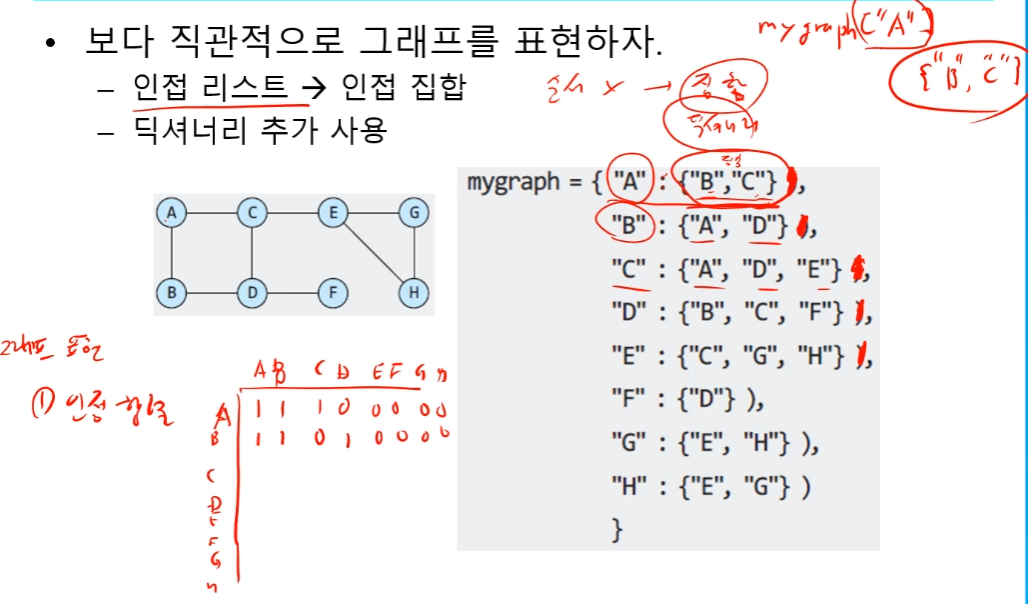 • 보다 직관적으로 그래프를 표현하자.
– 인접 리스트 → 인접 집합
– 딕셔너리 추가 사용
mygraph["A"]
{"B", "C"}
순서 x → 집합
딕셔너리
집합
mygraph = { "A" : {"B","C"} ),
"B" : {"A", "D"} ),
"C" : {"A", "D", "E"} ),
"D" : {"B", "C", "F"} ),
"E" : {"C", "G", "H"} ),
"F" : {"D"} ),
"G" : {"E", "H"} ),
"H" : {"E", "G"} )
}
A C E G
B D F H
그래프 표현
① 인접 행렬
A B C D E F G H
A 1 1 1 0 0 0 0 0
B 1 1 0 1 0 0 0 0
C
D
E
F
G
H